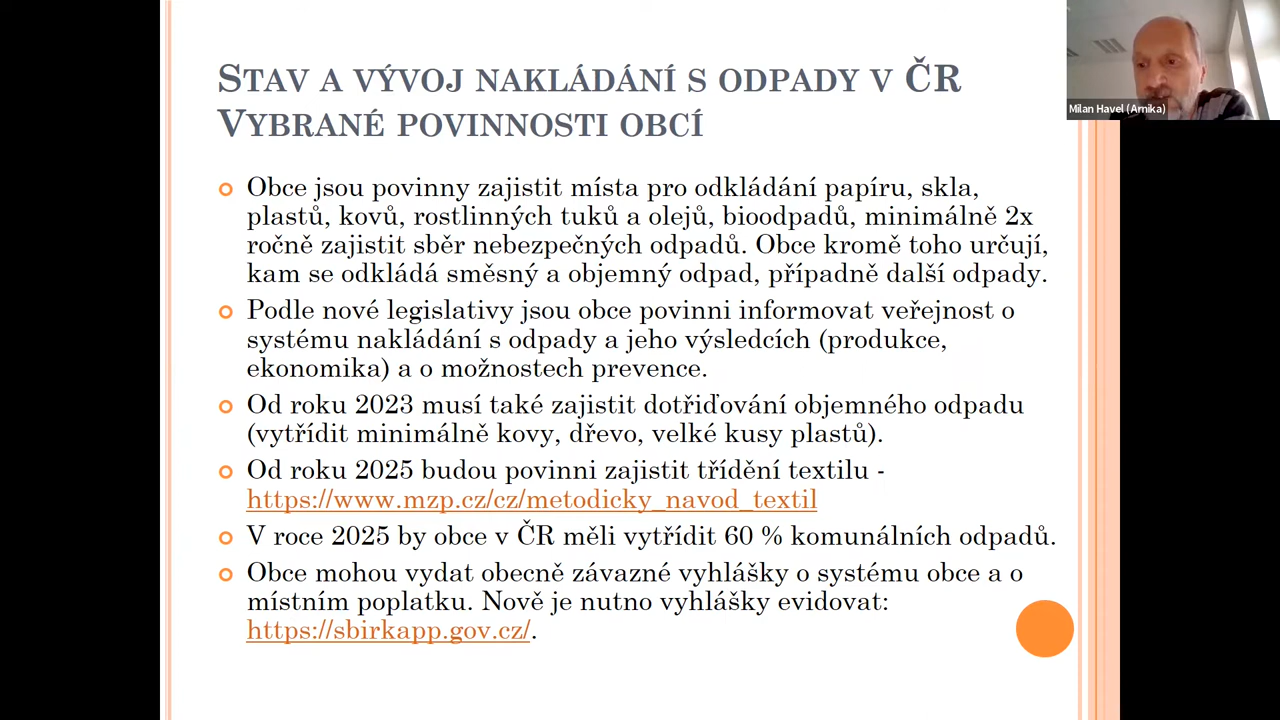 Stav a vývoj nakládání s odpady v ČR
Vybrané povinnosti obcí
Milan Havel (Arnika)
Obce jsou povinny zajistit místa pro odkládání papíru, skla,
plastů, kovů, rostlinných tuků a olejů, bioodpadů, minimálně 2x
ročně zajistit sběr nebezpečných odpadů. Obce kromě toho určují,
kam se odkládá směsný a objemný odpad, případně další odpady.
Podle nové legislativy jsou obce povinni informovat veřejnost o
systému nakládání s odpady a jeho výsledcích (produkce,
ekonomika) a o možnostech prevence.
Od roku 2023 musí také zajistit dotřiďování objemného odpadu
(vytřídit minimálně kovy, dřevo, velké kusy plastů).
Od roku 2025 budou povinni zajistit třídění textilu -
https://www.mzp.cz/cz/metodicky_navod_textil
V roce 2025 by obce v ČR měli vytřídit 60 % komunálních odpadů.
Obce mohou vydat obecně závazné vyhlášky o systému obce a o
místním poplatku. Nově je nutno vyhlášky evidovat:
https://sbirkapp.gov.cz/.